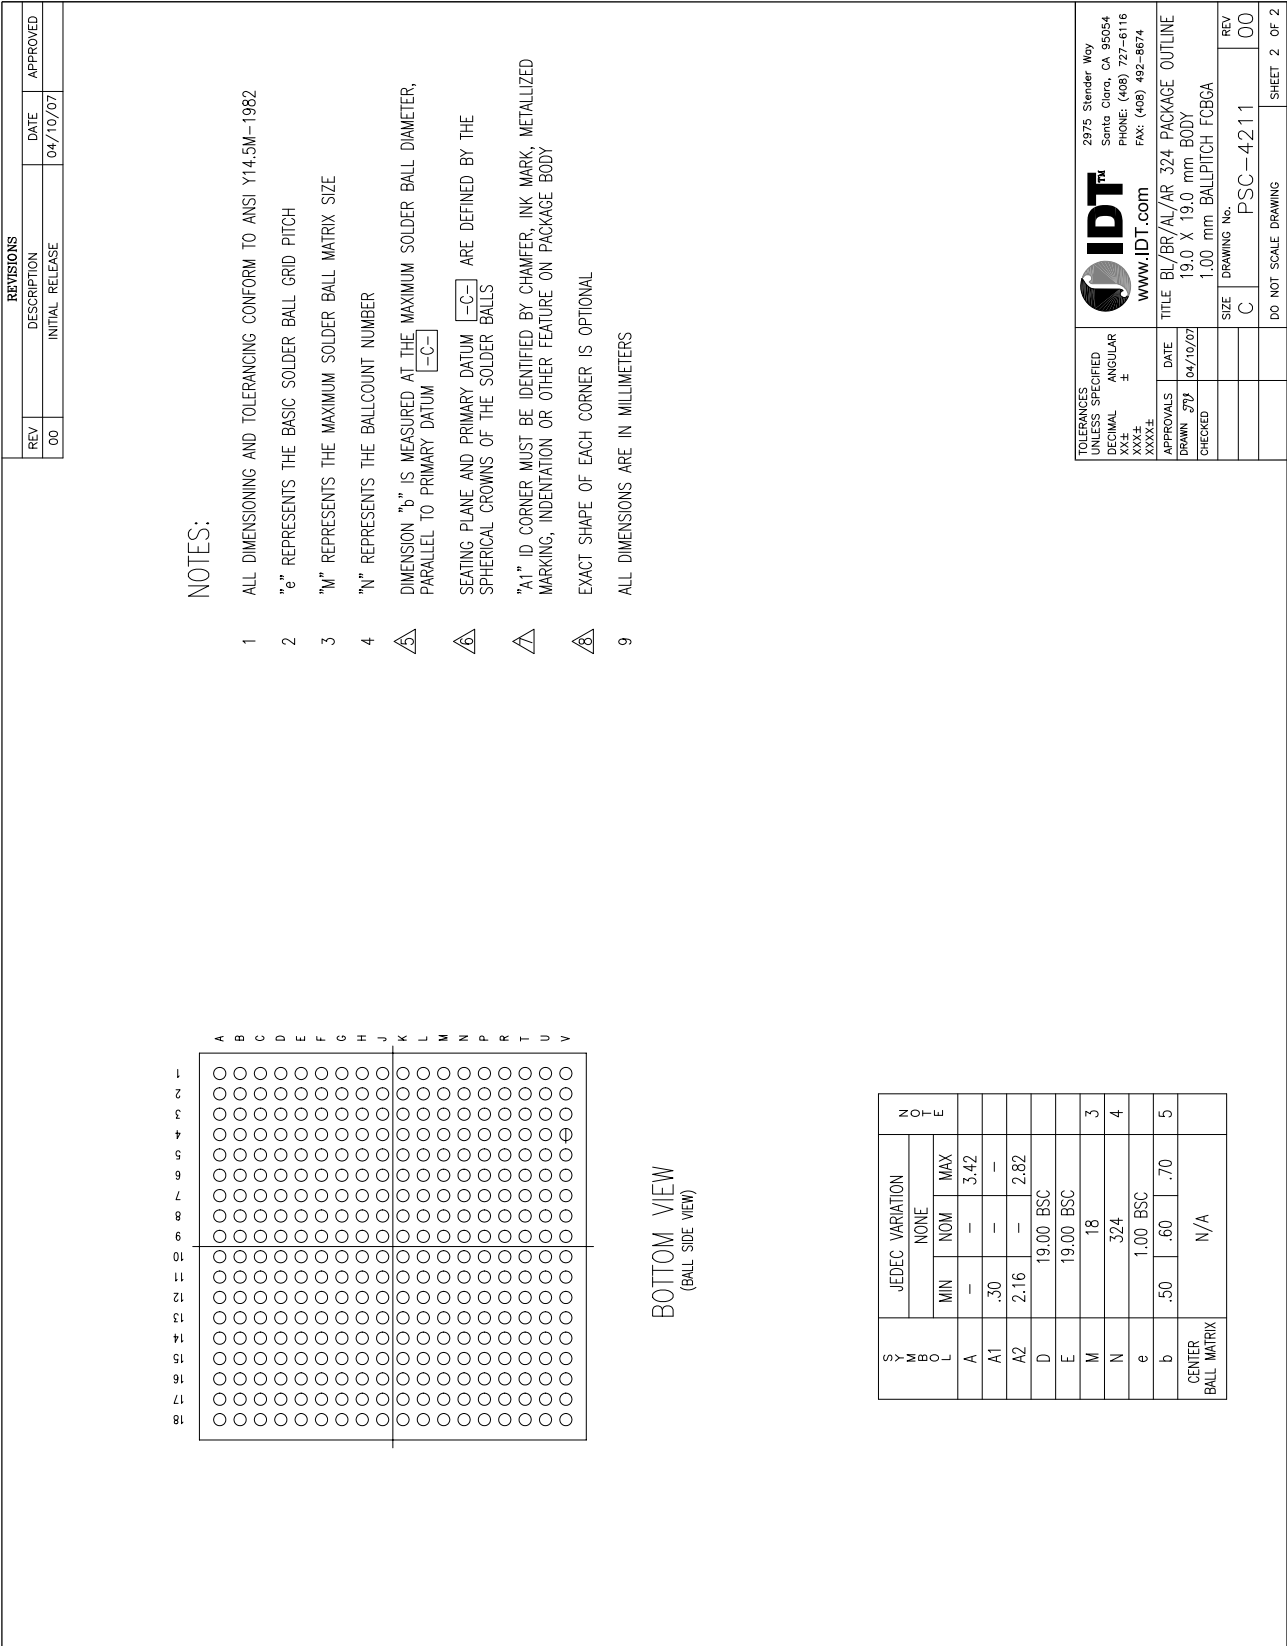 REVISIONS
REV DESCRIPTION DATE APPROVED
00 INITIAL RELEASE 04/10/07
NOTES:
1 ALL DIMENSIONING AND TOLERANCING CONFORM TO ANSI Y14.5M-1982
2 "e" REPRESENTS THE BASIC SOLDER BALL GRID PITCH
3 "M" REPRESENTS THE MAXIMUM SOLDER BALL MATRIX SIZE
4 "N" REPRESENTS THE BALLCOUNT NUMBER
5 DIMENSION "b" IS MEASURED AT THE MAXIMUM SOLDER BALL DIAMETER,
PARALLEL TO PRIMARY DATUM -C-
6 SEATING PLANE AND PRIMARY DATUM -C- ARE DEFINED BY THE
SPHERICAL CROWNS OF THE SOLDER BALLS
7 "A1" ID CORNER MUST BE IDENTIFIED BY CHAMFER, INK MARK, METALLIZED
MARKING, INDENTATION OR OTHER FEATURE ON PACKAGE BODY
8 EXACT SHAPE OF EACH CORNER IS OPTIONAL
9 ALL DIMENSIONS ARE IN MILLIMETERS
18 17 16 15 14 13 12 11 10 9 8 7 6 5 4 3 2 1
A
B
C
D
E
F
G
H
J
K
L
M
N
P
R
T
U
V
BOTTOM VIEW
(BALL SIDE VIEW)
SYMBOL JEDEC VARIATION NOTE
NONE
MIN NOM MAX
A - - 3.42
A1 .30 - -
A2 2.16 - 2.82
D 19.00 BSC
E 19.00 BSC
M 18 3
N 324 4
e 1.00 BSC
b .50 .60 .70 5
CENTER
BALL MATRIX N/A
TOLERANCES
UNLESS SPECIFIED
DECIMAL ANGULAR
XX± ±
XXX±
XXXX±
APPROVALS DATE
DRAWN 04/10/07
CHECKED
IDT™
www.IDT.com
2975 Stender Way
Santa Clara, CA 95054
PHONE: (408) 727-6116
FAX: (408) 492-8674
TITLE BL/BR/AL/AR 324 PACKAGE OUTLINE
19.0 X 19.0 mm BODY
1.00 mm BALLPITCH FCBGA
SIZE DRAWING No. REV
C PSC-4211 00
DO NOT SCALE DRAWING SHEET 2 OF 2